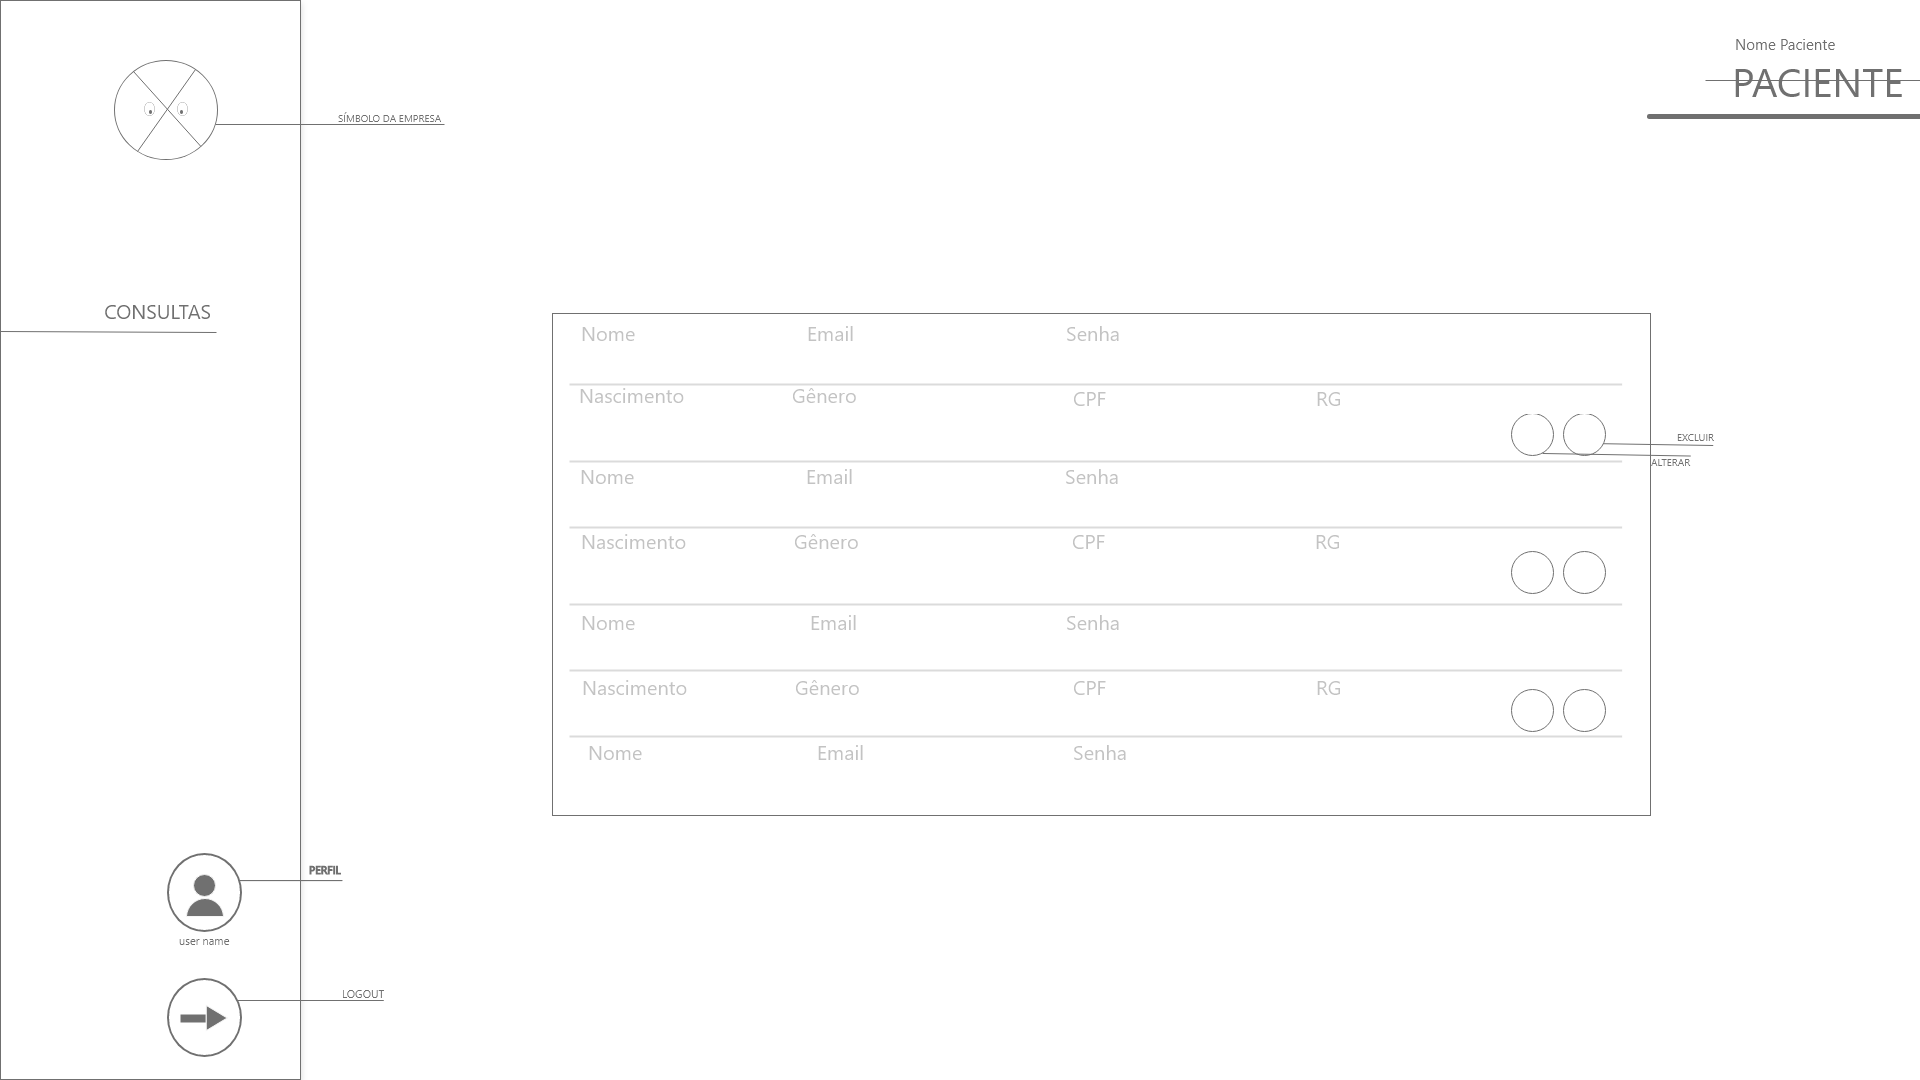 Nome Paciente
PACIENTE
SÍMBOLO DA EMPRESA
CONSULTAS
Nome Email Senha
Nascimento Gênero CPF RG
EXCLUIR
ALTERAR
Nome Email Senha
Nascimento Gênero CPF RG
Nome Email Senha
Nascimento Gênero CPF RG
Nome Email Senha
PERFIL
user name
LOGOUT